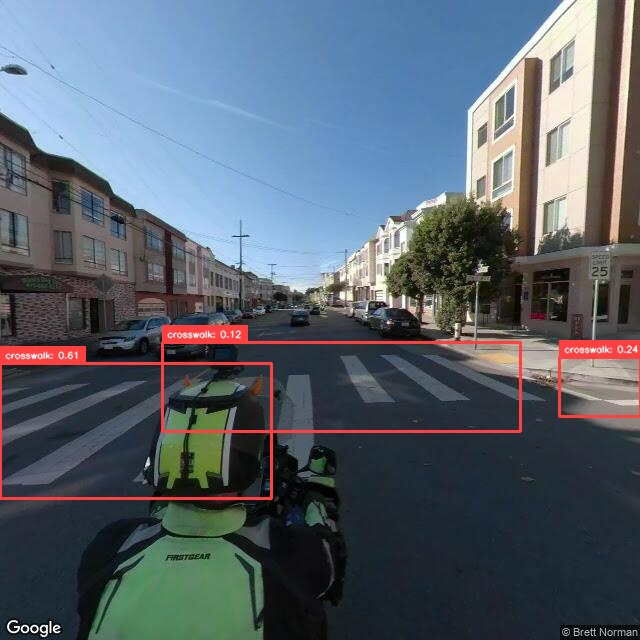 SPEED
LIMIT
25
crosswalk: 0.12
crosswalk: 0.61
crosswalk: 0.24
FIRSTGEAR
Google
© Brett Norman